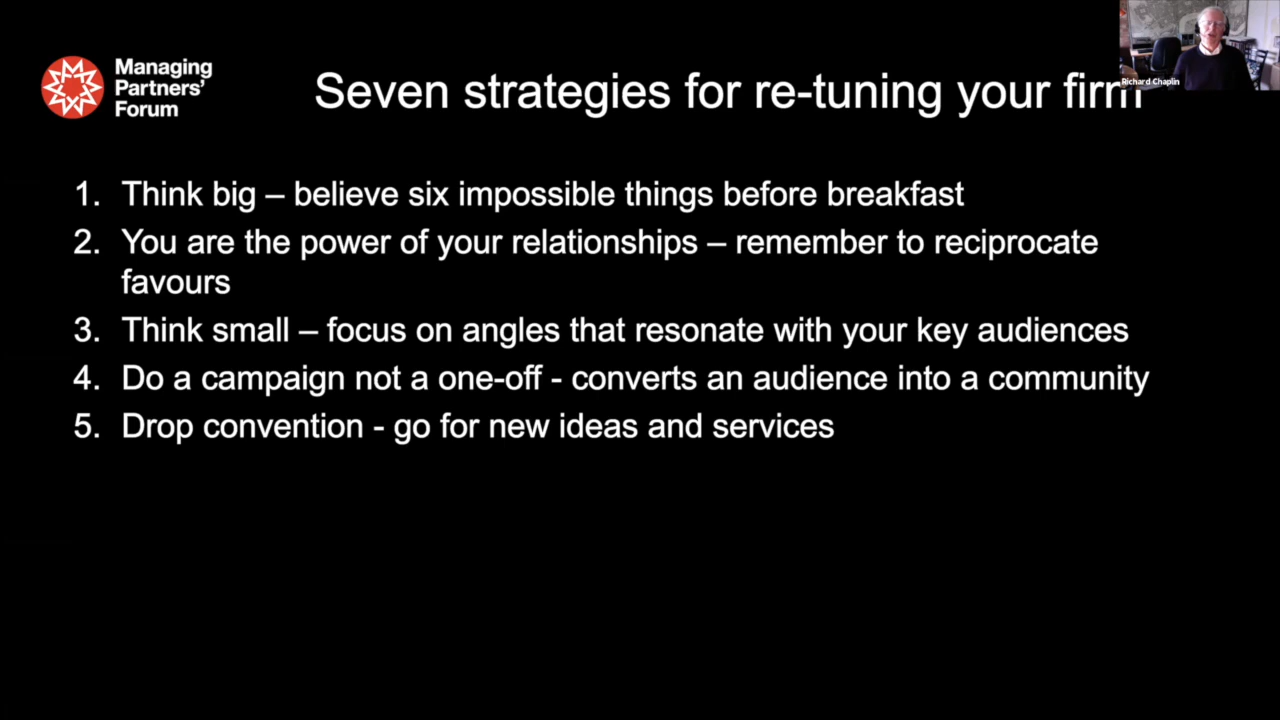 Managing
Partners'
Forum
Seven strategies for re-tuning your firm
Richard Chaplin
1. Think big – believe six impossible things before breakfast
2. You are the power of your relationships – remember to reciprocate
favours
3. Think small – focus on angles that resonate with your key audiences
4. Do a campaign not a one-off - converts an audience into a community
5. Drop convention - go for new ideas and services